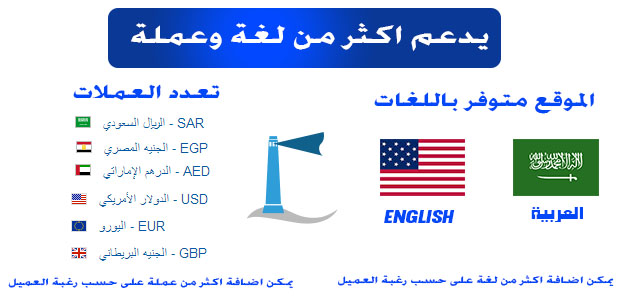 يدعم اكثر من لغة وعملة
الموقع متوفر باللغات
العربية
ENGLISH
يمكن اضافة اكثر من لغة على حسب رغبة العميل
تعدد العملات
SAR - الريال السعودي
EGP - الجنيه المصري
AED - الدرهم الإماراتي
USD - الدولار الأمريكي
EUR - اليورو
GBP - الجنيه البريطاني
يمكن اضافة اكثر من عملة على حسب رغبة العميل